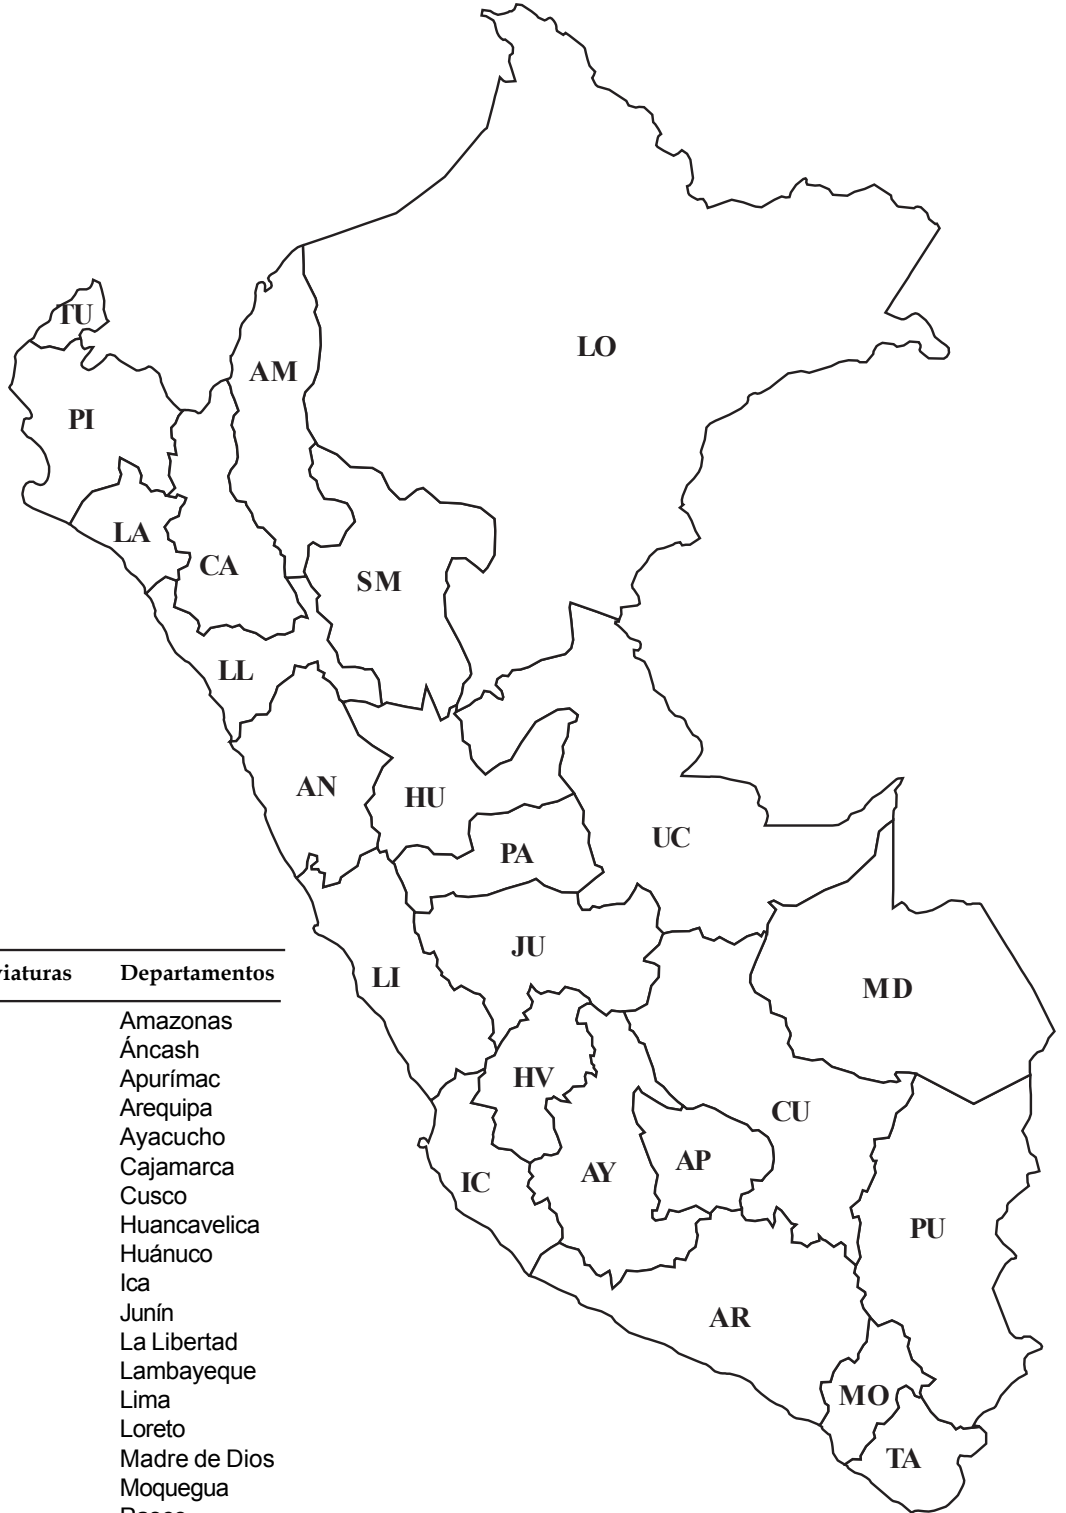 TU
LO
AM
PI
LA
CA
SM
LL
AN
HU
UC
PA
JU
LI
MD
HV
CU
AP
AY
IC
PU
AR
MO
TA
viaturas Departamentos
Amazonas
Áncash
Apurímac
Arequipa
Ayacucho
Cajamarca
Cusco
Huancavelica
Huánuco
Ica
Junín
La Libertad
Lambayeque
Lima
Loreto
Madre de Dios
Moquegua